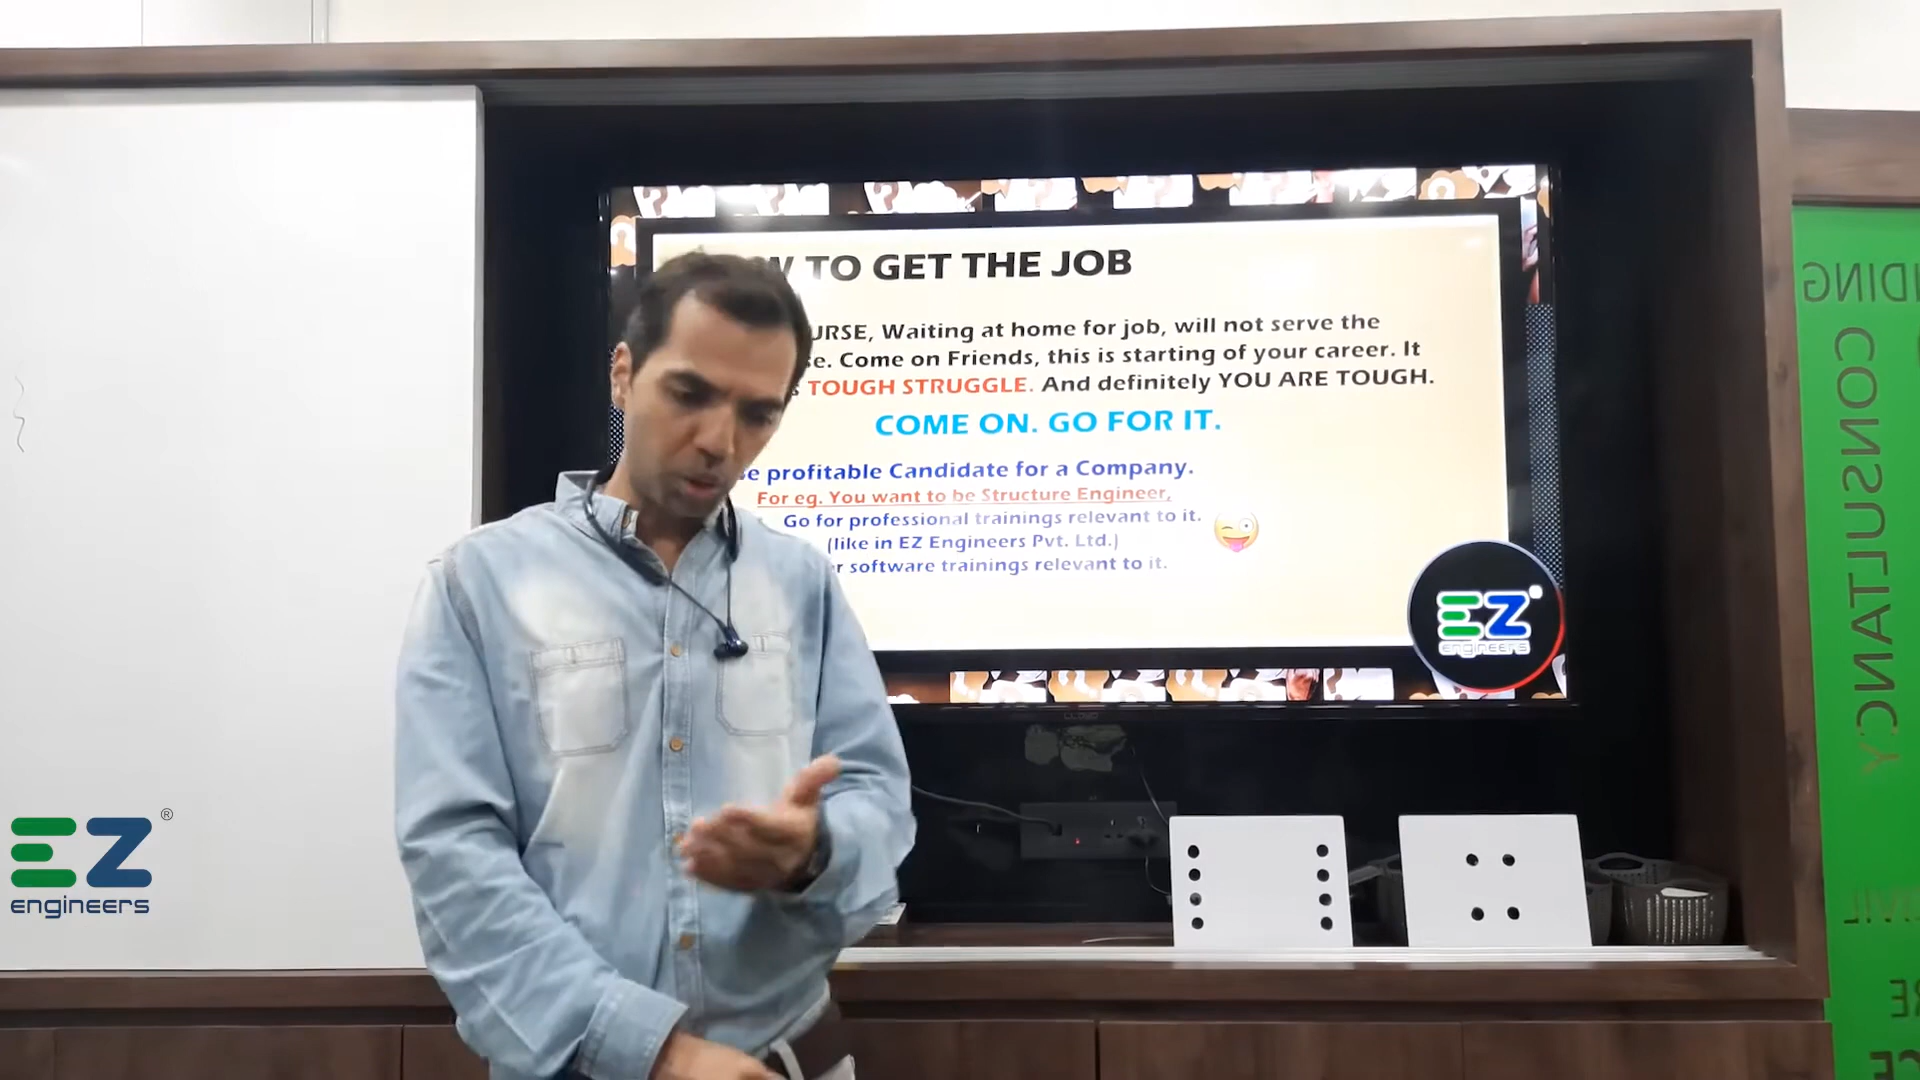 TO GET THE JOB
Waiting at home for job, will not serve the
Come on Friends, this is starting of your career. It
TOUGH STRUGGLE. And definitely YOU ARE TOUGH.
COME ON. GO FOR IT.
profitable Candidate for a Company.
For eg. You want to be Structure Engineer,
Go for professional trainings relevant to it.
(like in EZ Engineers Pvt. Ltd.)
software trainings relevant to it.
EZ
engineers
EZ®
engineers
CONSULTANCY